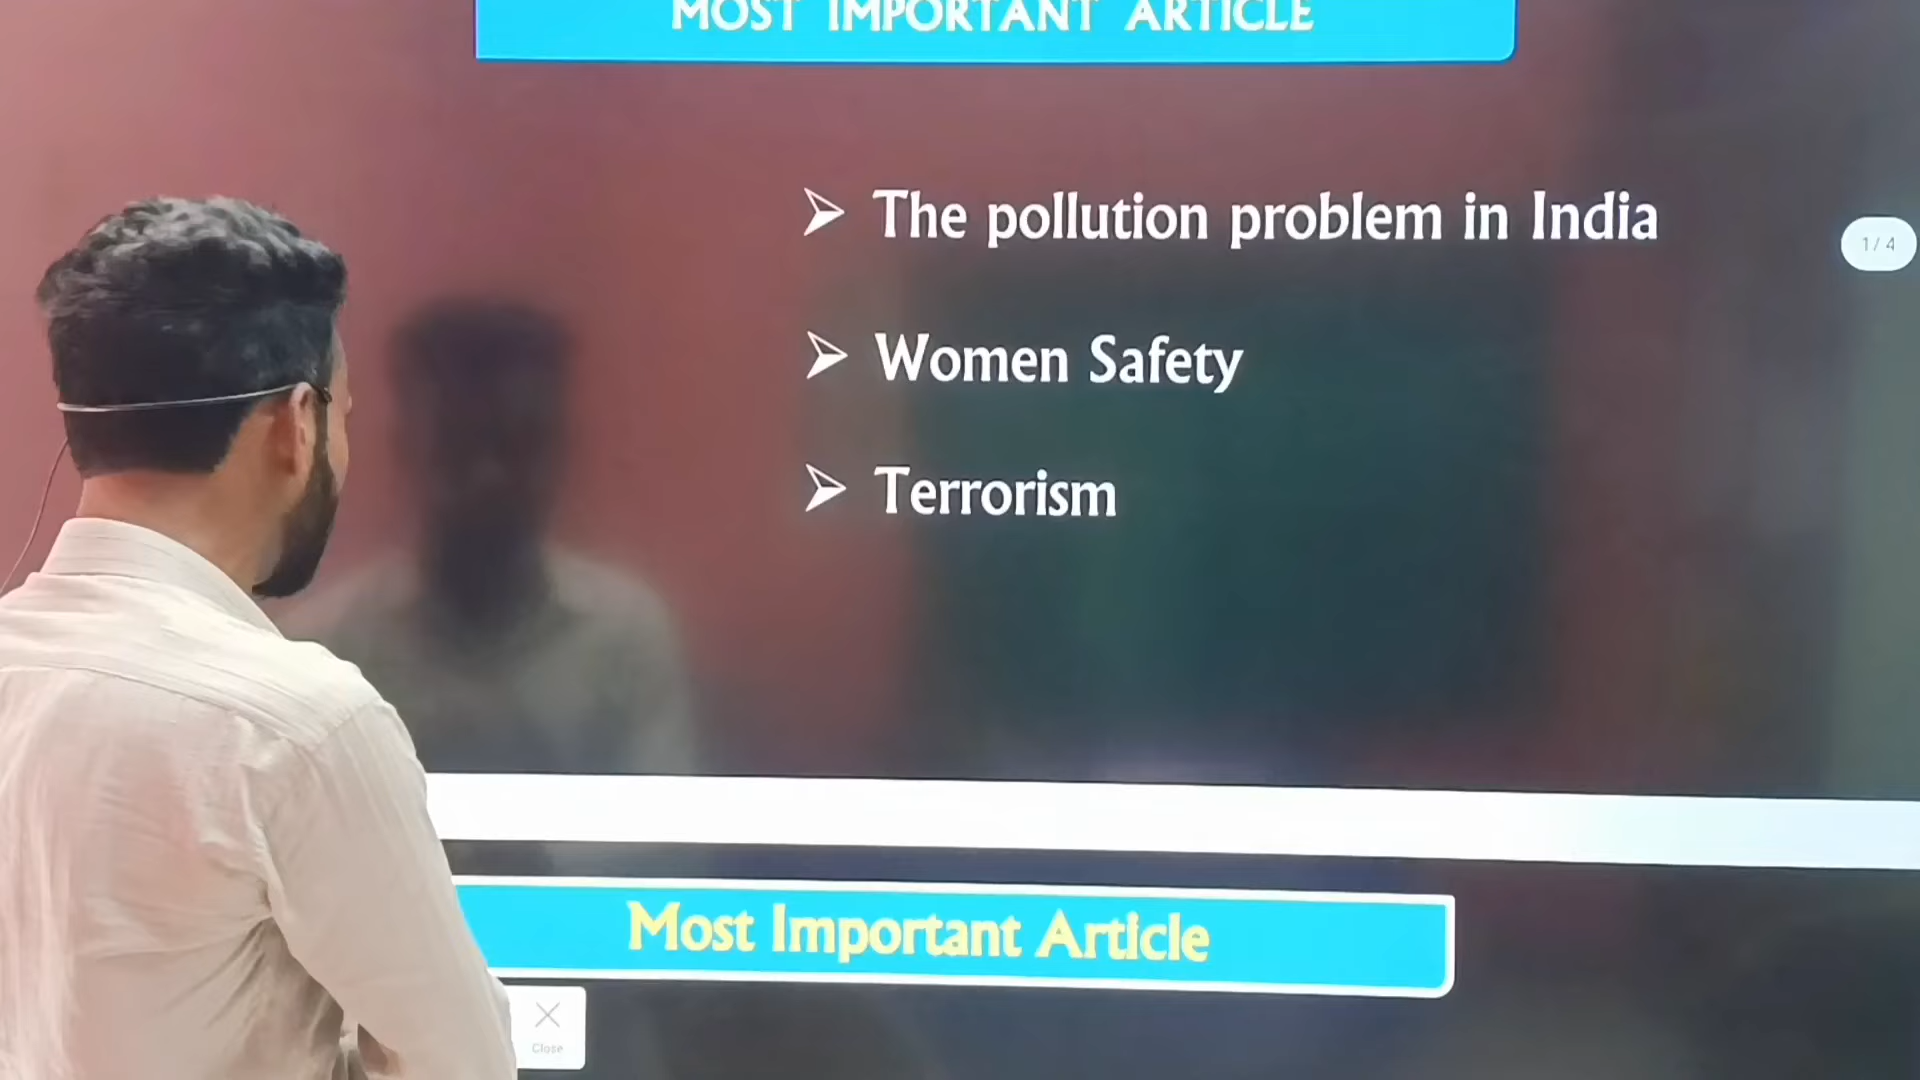 MOST IMPORTANT ARTICLE
The pollution problem in India
1/4
Women Safety
Terrorism
Most Important Article
Close